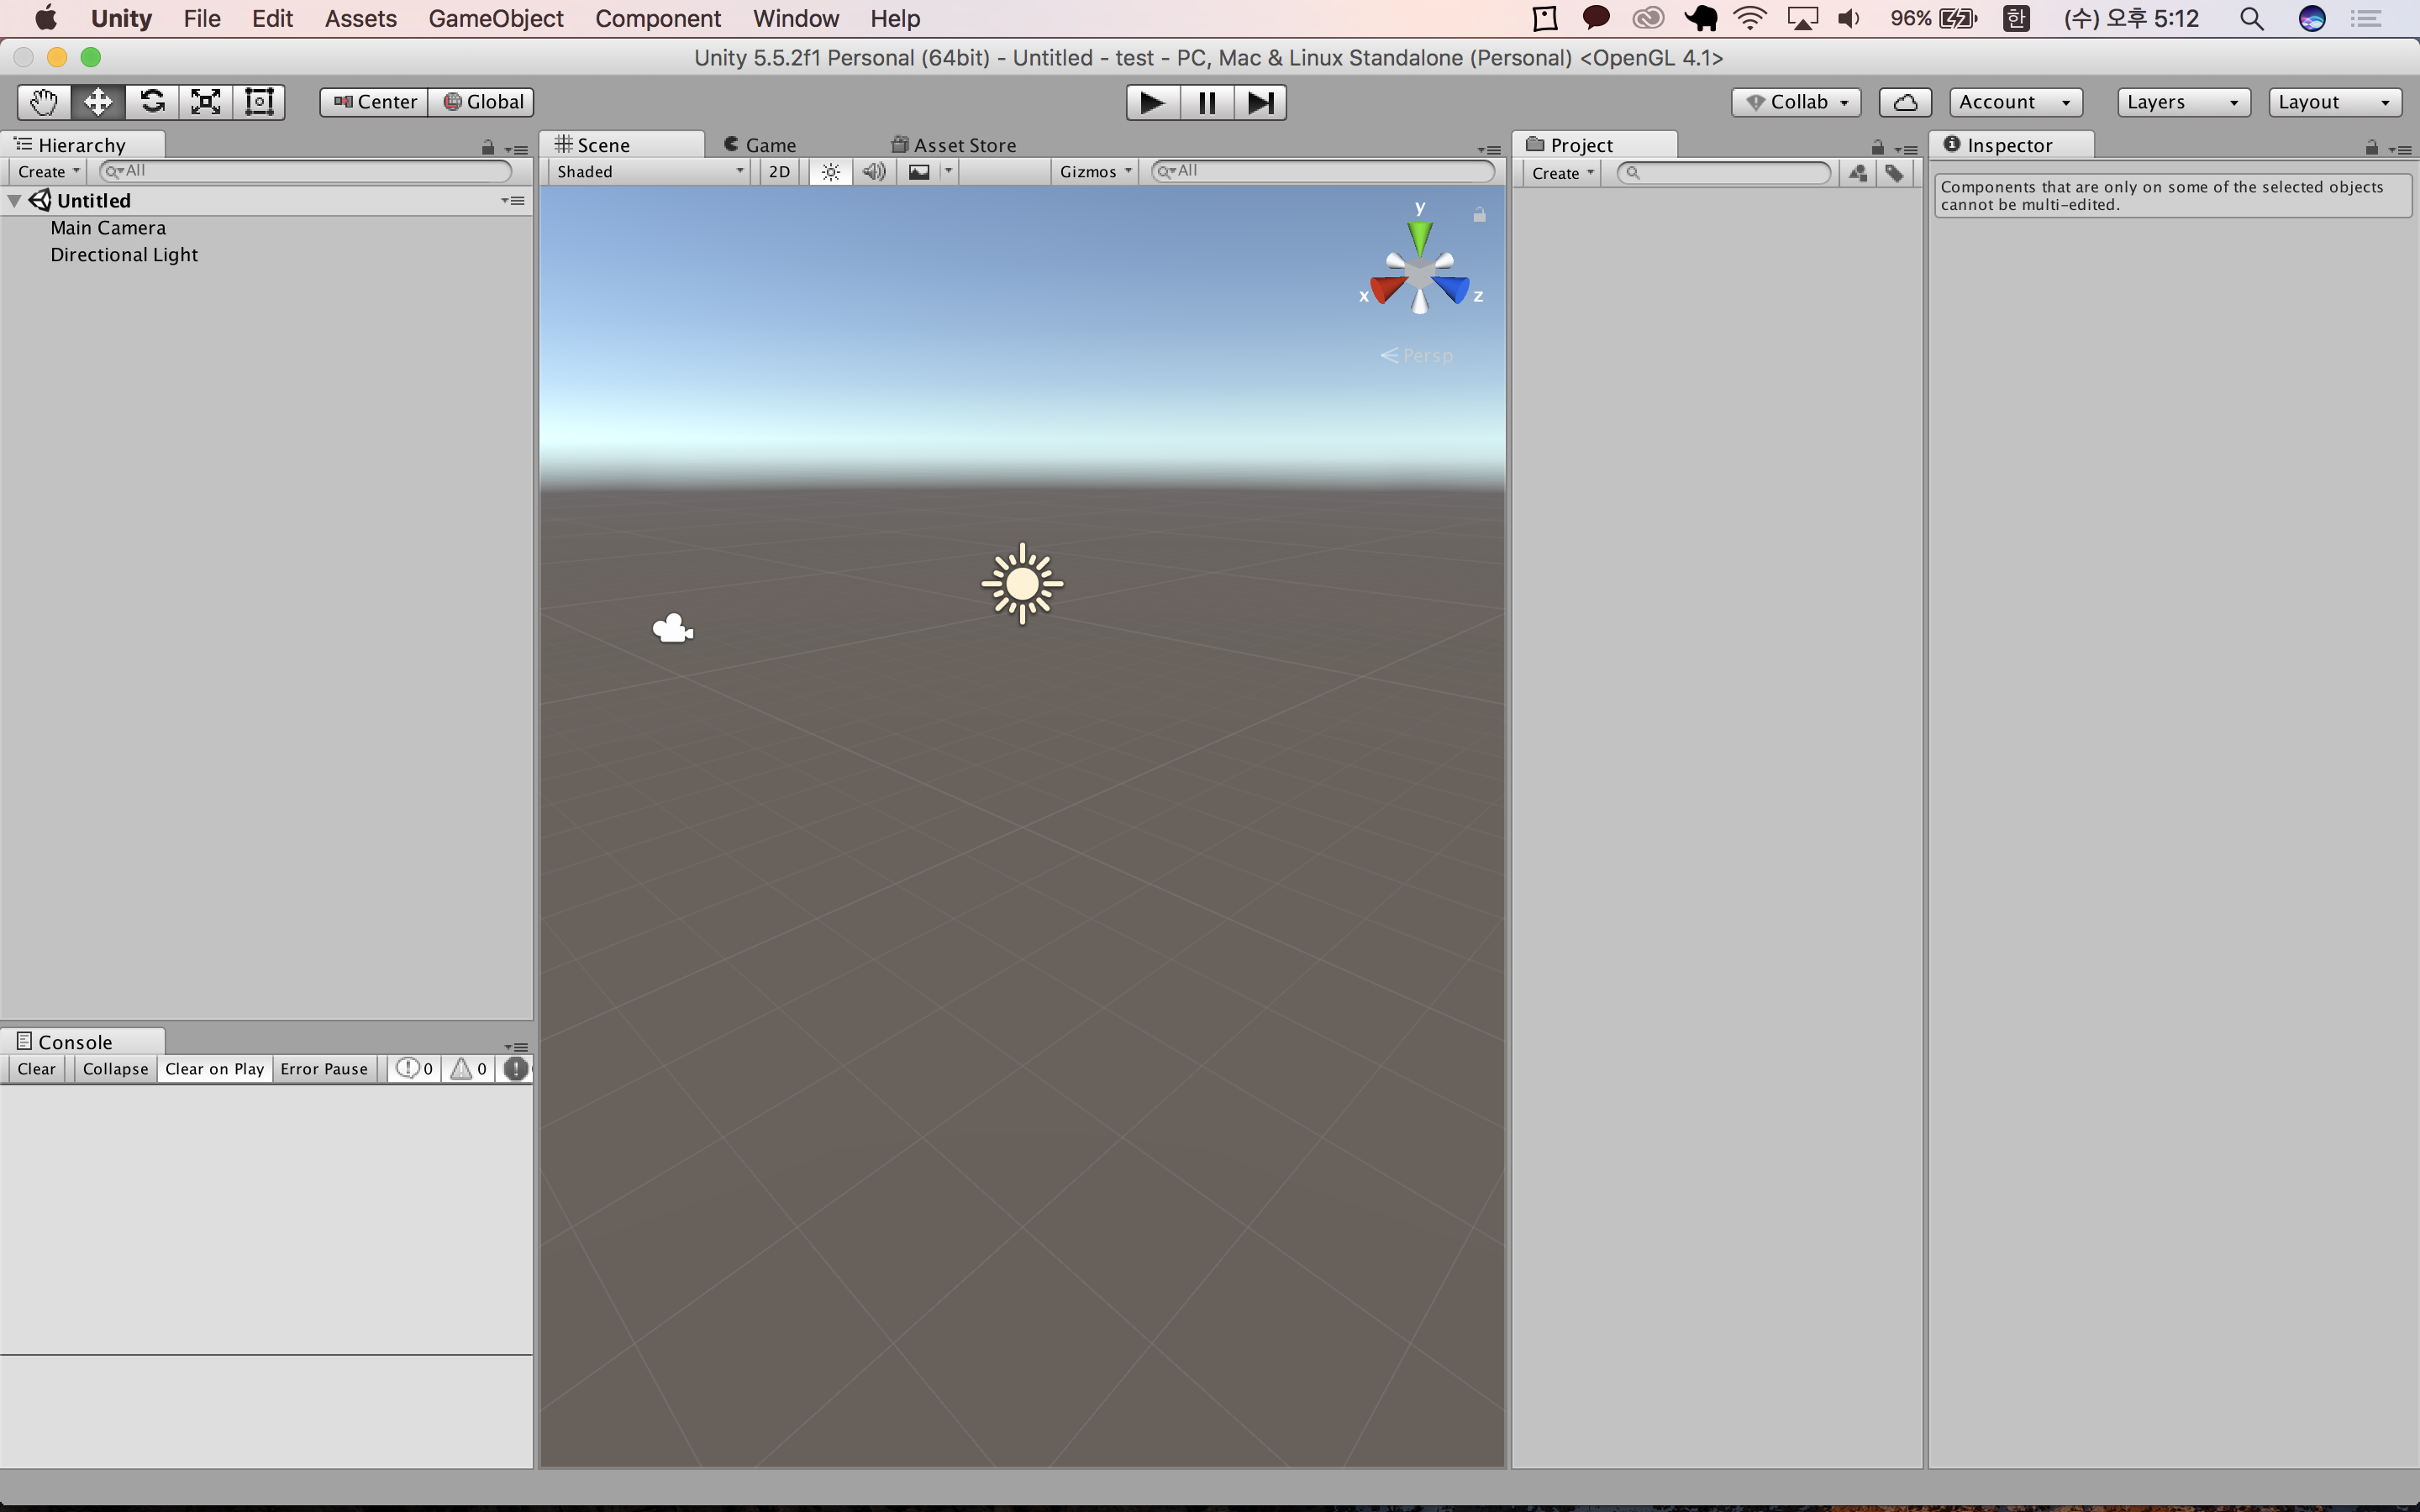 Unity File Edit Assets GameObject Component Window Help 96% 한 (수) 오후 5:12
Unity 5.5.2f1 Personal (64bit) - Untitled - test - PC, Mac & Linux Standalone (Personal) <OpenGL 4.1>
Center Global Collab Account Layers Layout
Hierarchy
Create All
Untitled
Main Camera
Directional Light
Scene Game Asset Store
Shaded 2D Gizmos All
y
x z
Persp
Project
Create
Inspector
Components that are only on some of the selected objects
cannot be multi-edited.
Console
Clear Collapse Clear on Play Error Pause 0 0